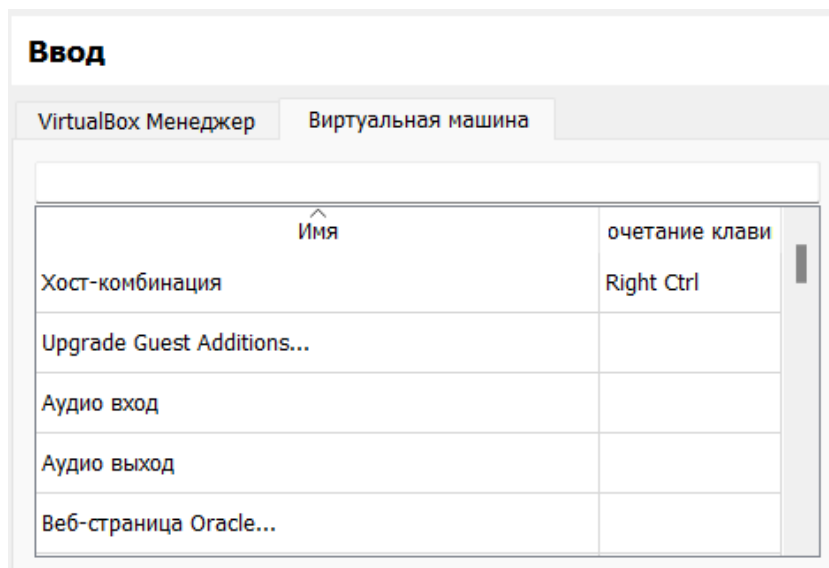 Ввод
VirtualBox Менеджер Виртуальная машина
Имя очетание клави
Хост-комбинация Right Ctrl
Upgrade Guest Additions...
Аудио вход
Аудио выход
Веб-страница Oracle...